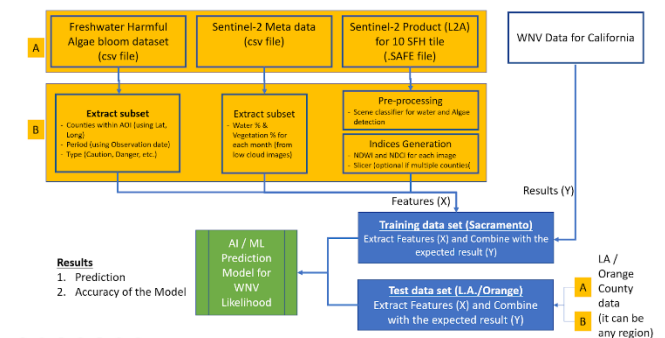 Freshwater Harmful
Algae bloom dataset
(csv file)
Sentinel-2 Meta data
(csv file)
Sentinel-2 Product (L2A)
for 10 SFH tile
(.SAFE file)
WNV Data for California
A
B
Extract subset
- Counties within AOI (using Lat,
Long)
- Period (using Observation date)
- Type (Caution, Danger, etc.)
Extract subset
- Water % &
Vegetation % for
each month (from
low cloud images)
Pre-processing
- Scene classifier for water and Algae
detection
Indices Generation
- NDWI and NDCI for each image
- Slicer (optional if multiple counties(
Features (X)
Results (Y)
Training data set (Sacramento)
Extract Features (X) and Combine with the
expected result (Y)
AI / ML
Prediction
Model for
WNV
Likelihood
Results
1. Prediction
2. Accuracy of the Model
Test data set (L.A./Orange)
Extract Features (X) and Combine
with the expected result (Y)
A
B
LA /
Orange
County
data
(it can be
any region)